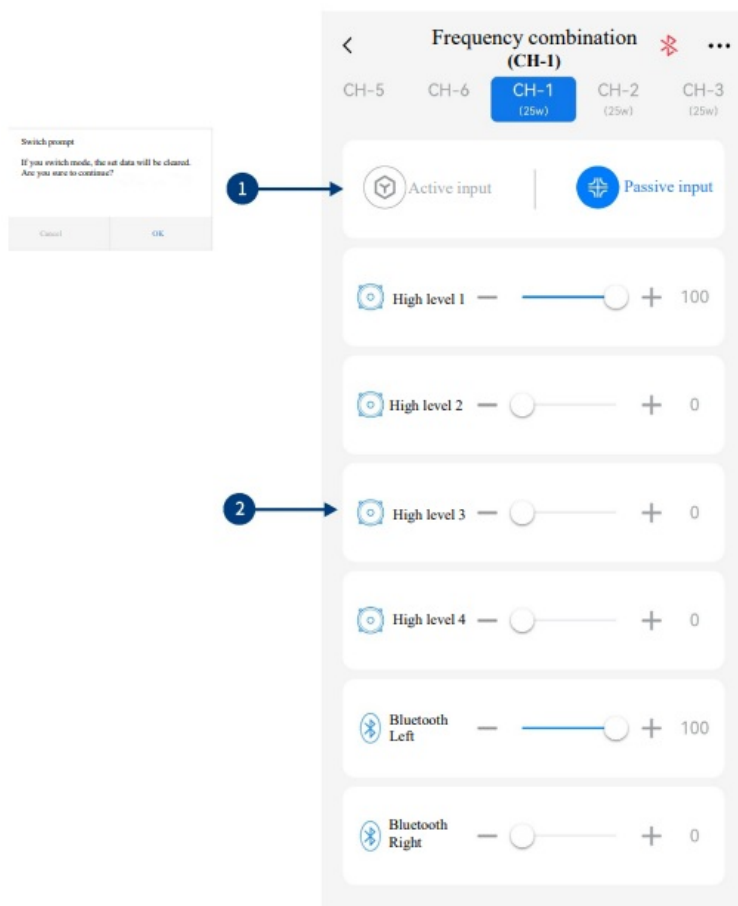 Frequency combination
(CH-1)
CH-5 CH-6 CH-1 CH-2 CH-3
(25w) (25w) (25w)
Switch prompt
If you switch mode, the set data will be cleared.
Are you sure to continue?
Cancel OK
1
Active input Passive input
High level 1 100
High level 2 0
2
High level 3 0
High level 4 0
Bluetooth
Left 100
Bluetooth
Right 0